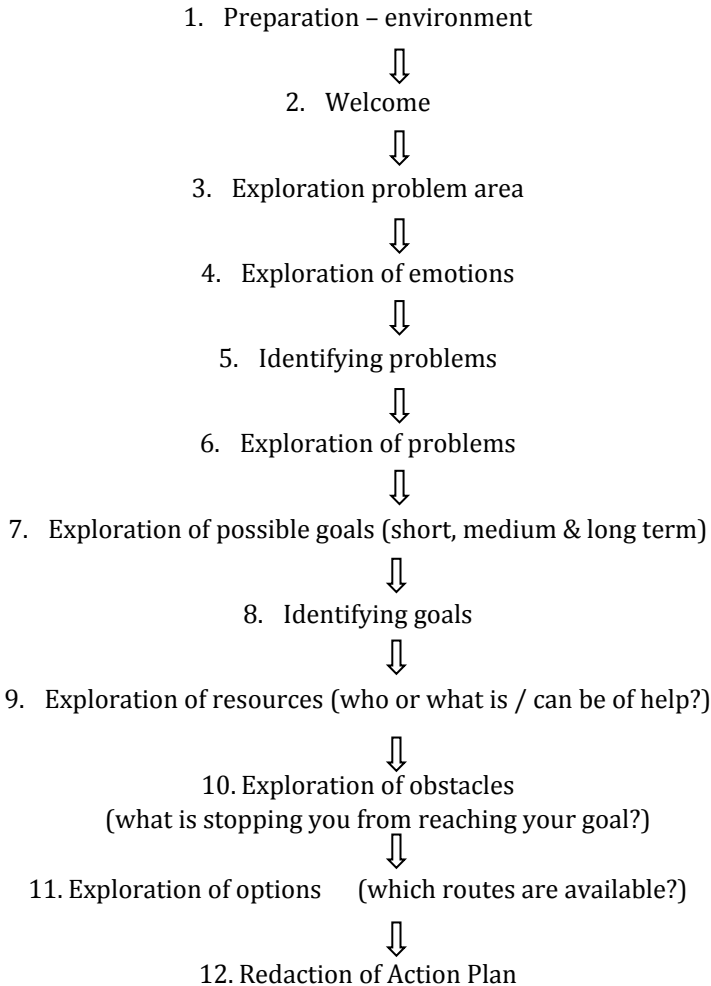 1. Preparation – environment
2. Welcome
3. Exploration problem area
4. Exploration of emotions
5. Identifying problems
6. Exploration of problems
7. Exploration of possible goals (short, medium & long term)
8. Identifying goals
9. Exploration of resources (who or what is / can be of help?)
10. Exploration of obstacles
(what is stopping you from reaching your goal?)
11. Exploration of options (which routes are available?)
12. Redaction of Action Plan